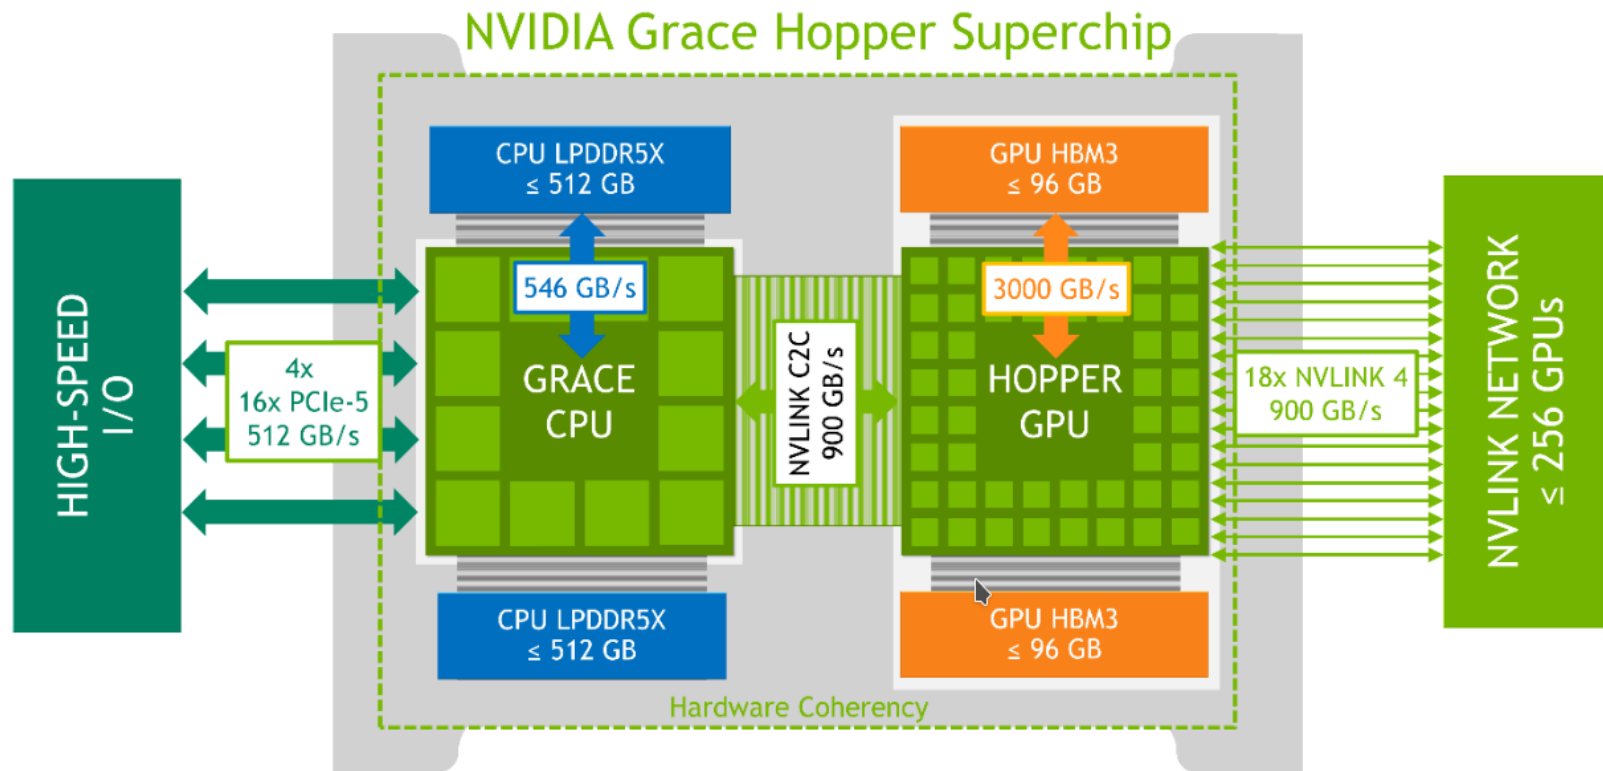 NVIDIA Grace Hopper Superchip
CPU LPDDR5X
≤ 512 GB
GPU HBM3
≤ 96 GB
HIGH-SPEED
I/O
4x
16x PCIe-5
512 GB/s
546 GB/s
GRACE
CPU
NVLINK C2C
900 GB/s
3000 GB/s
HOPPER
GPU
18x NVLINK 4
900 GB/s
NVLINK NETWORK
≤ 256 GPUs
CPU LPDDR5X
≤ 512 GB
GPU HBM3
≤ 96 GB
Hardware Coherency